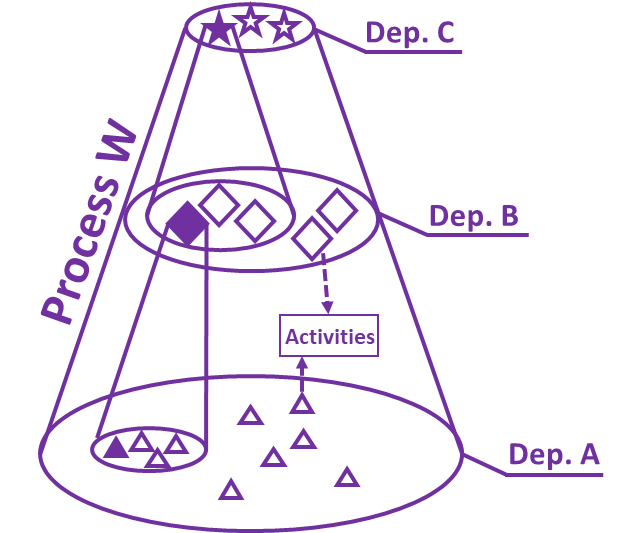 Dep. C
Process W
Dep. B
Activities
Dep. A